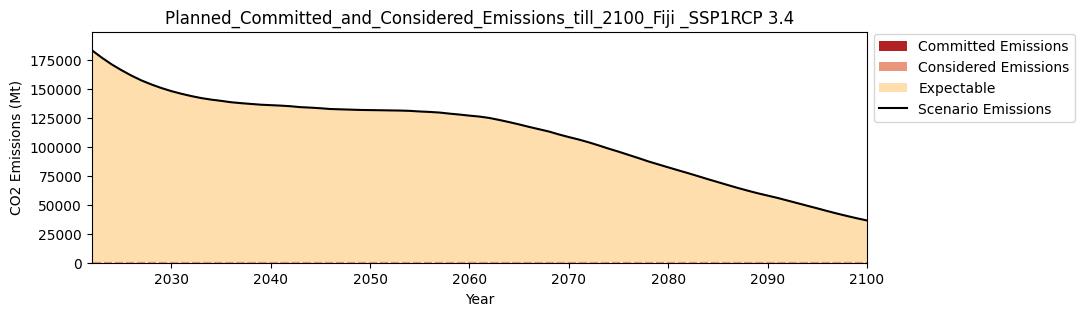 Planned_Committed_and_Considered_Emissions_till_2100_Fiji _SSP1RCP 3.4
Committed Emissions
Considered Emissions
Expectable
Scenario Emissions
CO2 Emissions (Mt)
175000
150000
125000
100000
75000
50000
25000
0
2030 2040 2050 2060 2070 2080 2090 2100
Year